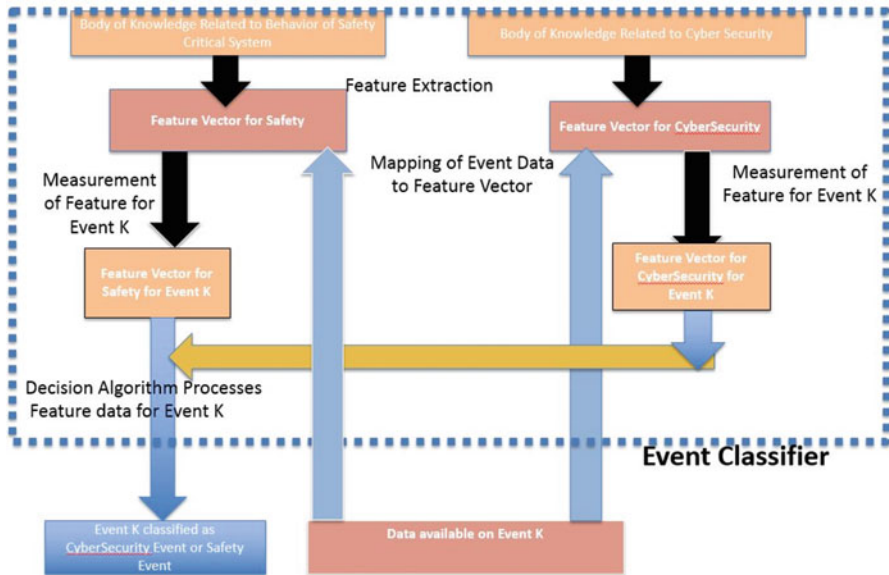 Body of Knowledge Related to Behavior of Safety
Critical System
Body of Knowledge Related to Cyber Security
Feature Extraction
Feature Vector for Safety
Feature Vector for CyberSecurity
Mapping of Event Data
to Feature Vector
Measurement
of Feature for
Event K
Measurement of
Feature for Event K
Feature Vector for
Safety for Event K
Feature Vector for
CyberSecurity for
Event K
Decision Algorithm Processes
Feature data for Event K
Event Classifier
Event K classified as
CyberSecurity Event or Safety
Event
Data available on Event K